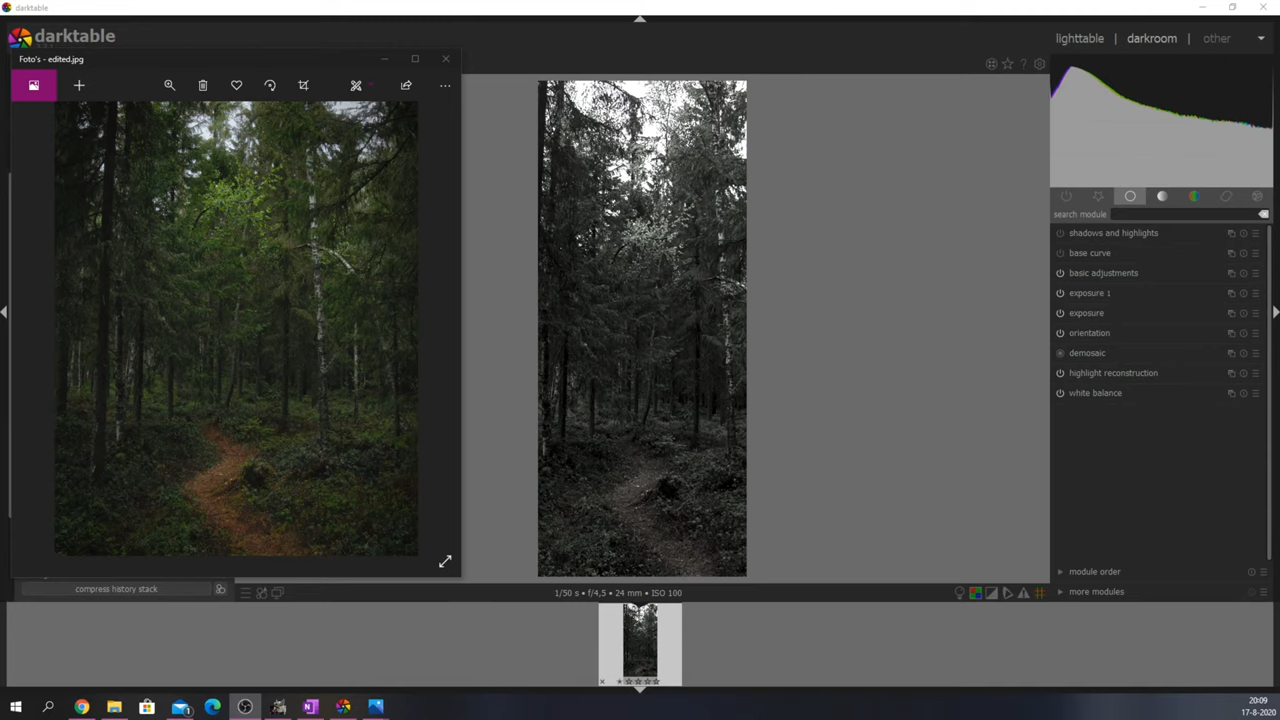 darktable
darktable
lighttable | darkroom | other
Foto's - edited.jpg
search module
shadows and highlights
base curve
basic adjustments
exposure 1
exposure
orientation
demosaic
highlight reconstruction
white balance
module order
more modules
compress history stack
1/50 s • f/4,5 • 24 mm • ISO 100
20:09
17-8-2020